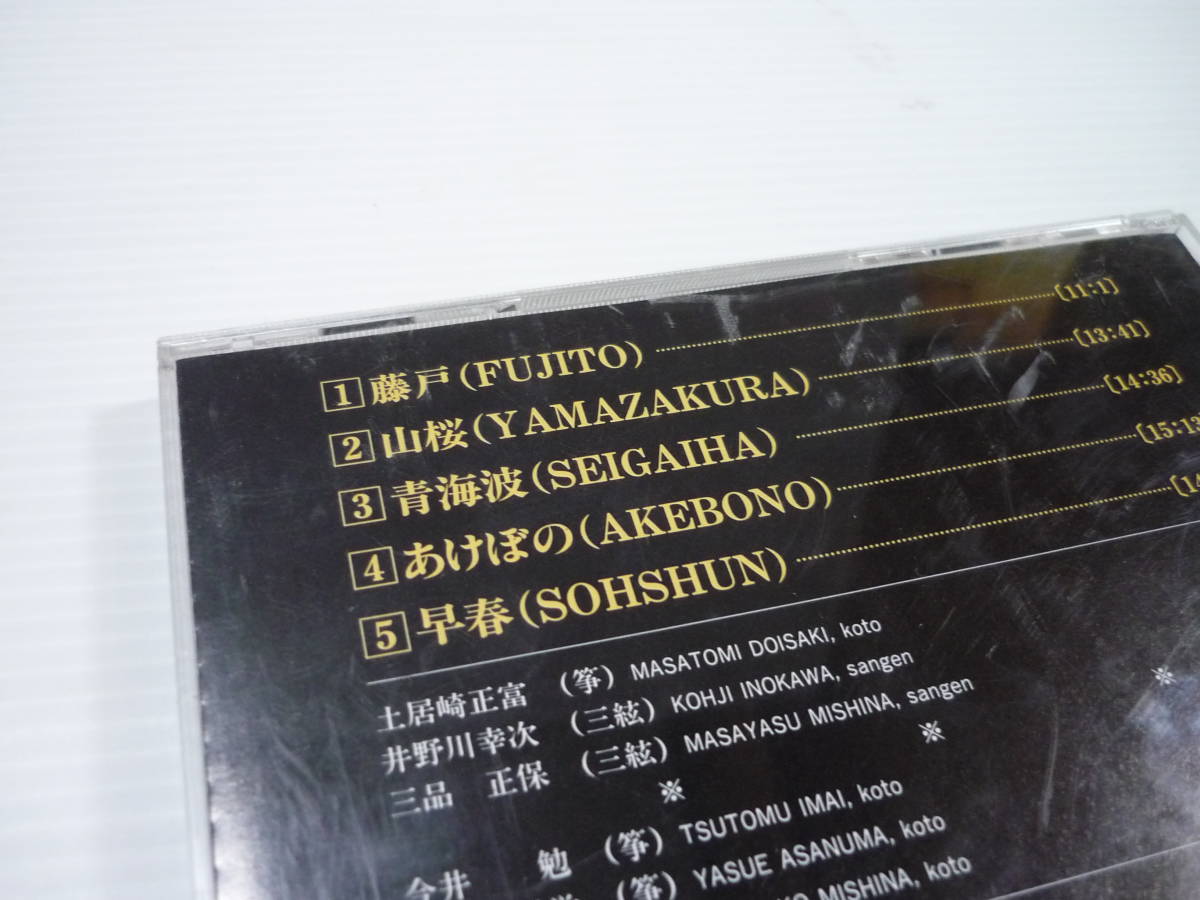 1 藤戸(FUJITO) [11:1]
2 山桜(YAMAZAKURA) [13:41]
3 青海波(SEIGAIHA) [14:36]
4 あけぼの(AKEBONO) [15:13
5 早春(SOHSHUN) [14
土居崎正富 (箏) MASATOMI DOISAKI, koto
井野川幸次 (三絃) KOHJI INOKAWA, sangen
三品 正保 (三絃) MASAYASU MISHINA, sangen
※ ※ ※
今井 勉 (箏) TSUTOMU IMAI, koto
(箏) YASUE ASANUMA, koto
MISHINA, koto